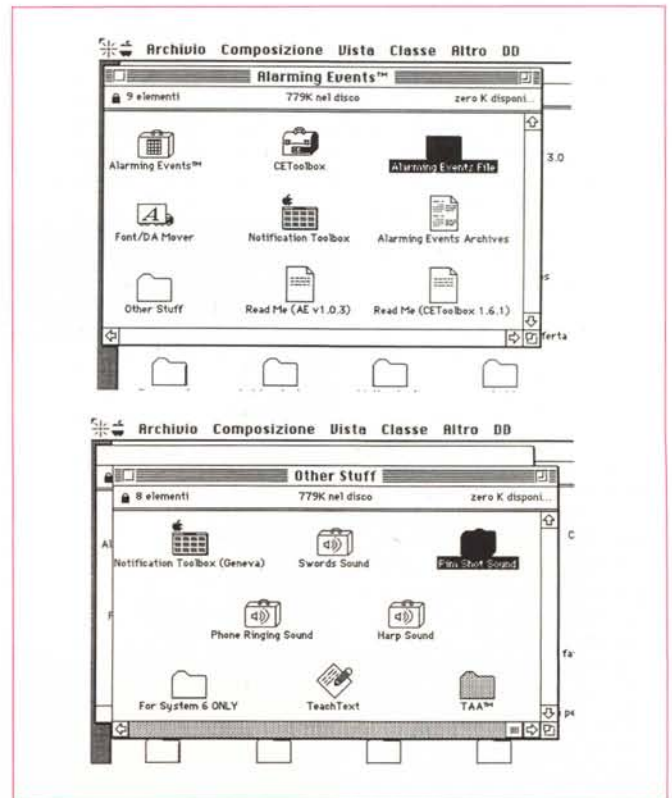 Archivio Composizione Vista Classe Altro DD
Alarming Events™
9 elementi 779K nel disco zero K disponi...
3.0
Alarming Events™ CEToolbox Alarming Events File
Font/DA Mover Notification Toolbox Alarming Events Archives
Other Stuff Read Me (AE v1.0.3) Read Me (CEToolbox 1.6.1)
ferta
Archivio Composizione Vista Classe Altro DD
Other Stuff
8 elementi 779K nel disco zero K disponi...
Notification Toolbox (Geneva) Swords Sound Rim Shot Sound
Phone Ringing Sound Harp Sound
For System 6 ONLY TeachText TAA™